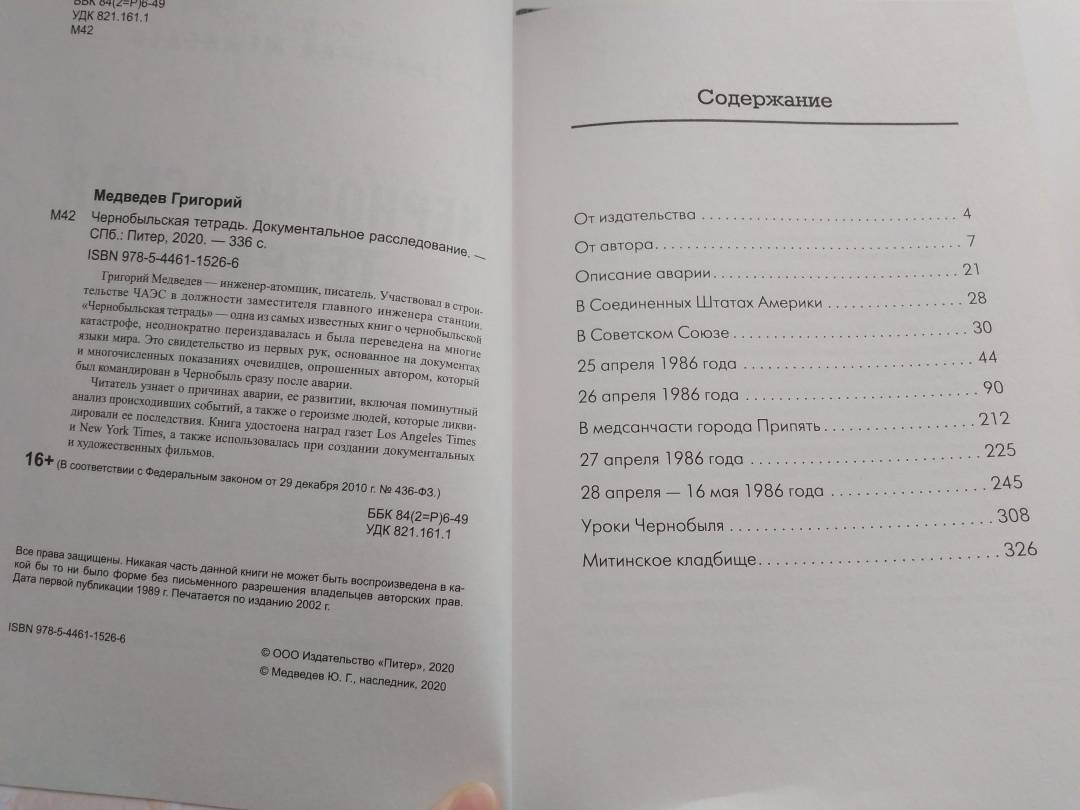 ББК 84(2=Р)6-49
УДК 821.161.1
М42
Медведев Григорий
М42 Чернобыльская тетрадь. Документальное расследование. —
СПб.: Питер, 2020. — 336 с.
ISBN 978-5-4461-1526-6
Григорий Медведев — инженер-атомщик, писатель. Участвовал в строи-
тельстве ЧАЭС в должности заместителя главного инженера станции.
«Чернобыльская тетрадь» — одна из самых известных книг о чернобыльской
катастрофе, неоднократно переиздавалась и была переведена на многие
языки мира. Это свидетельство из первых рук, основанное на документах
и многочисленных показаниях очевидцев, опрошенных автором, который
был командирован в Чернобыль сразу после аварии.
Читатель узнает о причинах аварии, ее развитии, включая поминутный
анализ происходивших событий, а также о героизме людей, которые ликви-
дировали ее последствия. Книга удостоена наград газет Los Angeles Times
и New York Times, а также использовалась при создании документальных
и художественных фильмов.
16+ (В соответствии с Федеральным законом от 29 декабря 2010 г. № 436-ФЗ.)
ББК 84(2=Р)6-49
УДК 821.161.1
Все права защищены. Никакая часть данной книги не может быть воспроизведена в ка-
кой бы то ни было форме без письменного разрешения владельцев авторских прав.
Дата первой публикации 1989 г. Печатается по изданию 2002 г.
ISBN 978-5-4461-1526-6
© ООО Издательство «Питер», 2020
© Медведев Ю. Г., наследник, 2020
Содержание
От издательства 4
От автора 7
Описание аварии 21
В Соединенных Штатах Америки 28
В Советском Союзе 30
25 апреля 1986 года 44
26 апреля 1986 года 90
В медсанчасти города Припять 212
27 апреля 1986 года 225
28 апреля — 16 мая 1986 года 245
Уроки Чернобыля 308
Митинское кладбище 326